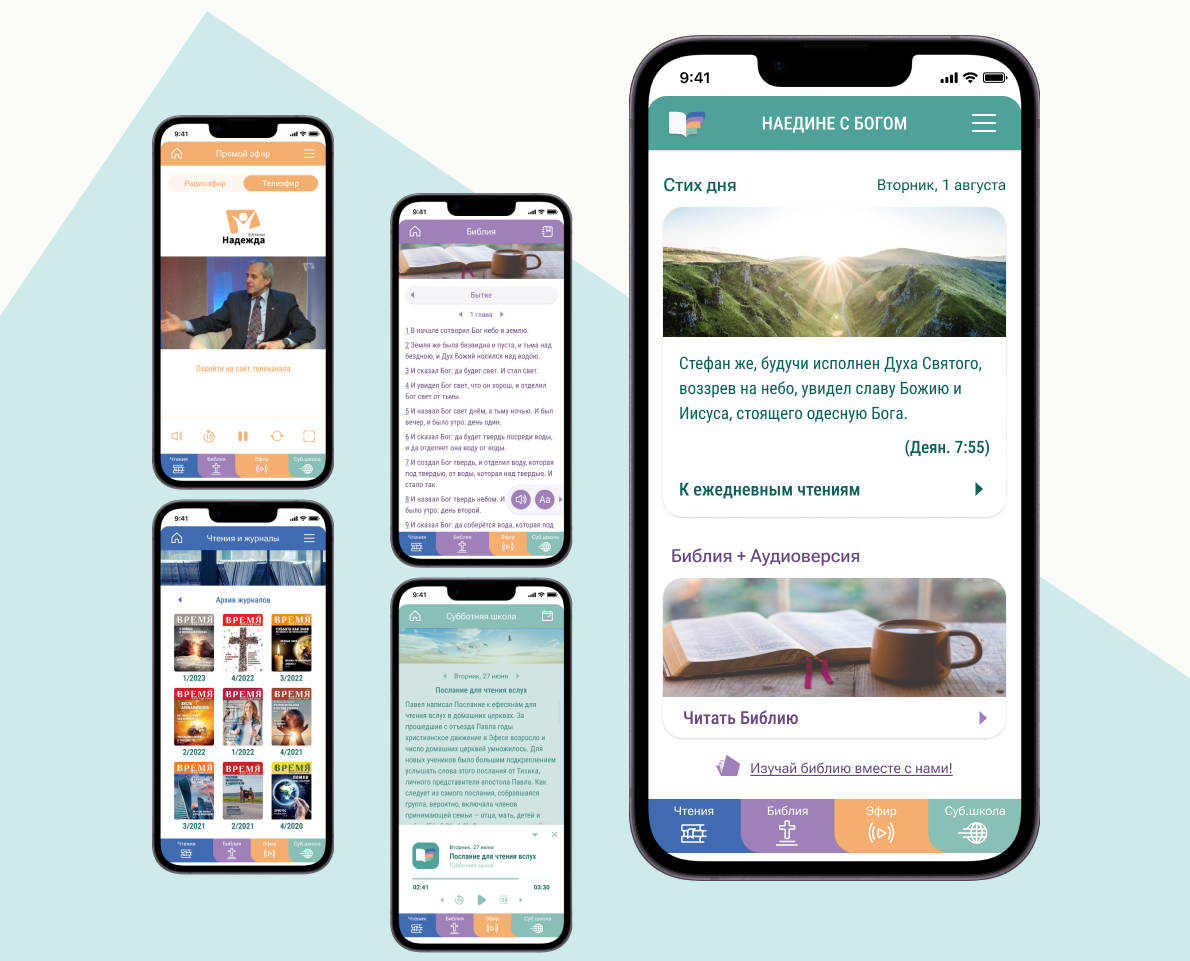 9:41
Прямой эфир
Радиоэфир
Телеэфир
ТЕЛЕКАНАЛ
Надежда
Перейти на сайт телеканала
10
Чтения
Библия
Эфир
Суб.школа
9:41
Чтения и журналы
Архив журналов
ВРЕМЯ
ВРЕМЯ
ВРЕМЯ
1/2023
4/2022
3/2022
ВРЕМЯ
ВРЕМЯ
ВРЕМЯ
2/2022
1/2022
4/2021
ВРЕМЯ
ВРЕМЯ
ВРЕМЯ
3/2021
2/2021
4/2020
Чтения
Библия
Эфир
Суб.школа
9:41
Библия
Бытие
1 глава
1 В начале сотворил Бог небо и землю.
2 Земля же была безвидна и пуста, и тьма над
бездною, и Дух Божий носился над водою.
3 И сказал Бог: да будет свет. И стал свет.
4 И увидел Бог свет, что он хорош, и отделил
Бог свет от тьмы.
5 И назвал Бог свет днём, а тьму ночью. И был
вечер, и было утро: день один.
6 И сказал Бог: да будет твердь посреди воды,
и да отделяет она воду от воды.
7 И создал Бог твердь, и отделил воду, которая
под твердью, от воды, которая над твердью. И
стало так.
8 И назвал Бог твердь небом. И
было утро: день второй.
Aa
9 И сказал Бог: да соберётся вода, которая под
Чтения
Библия
Эфир
Суб.школа
9:41
Субботняя школа
Вторник, 27 июня
Послание для чтения вслух
Павел написал Послание к ефесянам для
чтения вслух в домашних церквах. За
прошедшие с отъезда Павла годы
христианское движение в Эфесе возросло и
число домашних церквей умножилось. Для
новых учеников было большим подкреплением
услышать слова этого послания от Тихика,
личного представителя апостола Павла. Как
следует из самого послания, собравшаяся
группа, вероятно, включала членов
принимающей семьи – отца, мать, детей и
Вторник, 27 июня
Послание для чтения вслух
Субботняя школа
02:41
03:30
10
Чтения
Библия
Эфир
Суб.школа
9:41
НАЕДИНЕ С БОГОМ
Стих дня
Вторник, 1 августа
Стефан же, будучи исполнен Духа Святого,
воззрев на небо, увидел славу Божию и
Иисуса, стоящего одесную Бога.
(Деян. 7:55)
К ежедневным чтениям
Библия + Аудиоверсия
Читать Библию
Изучай библию вместе с нами!
Чтения
Библия
Эфир
Суб.школа